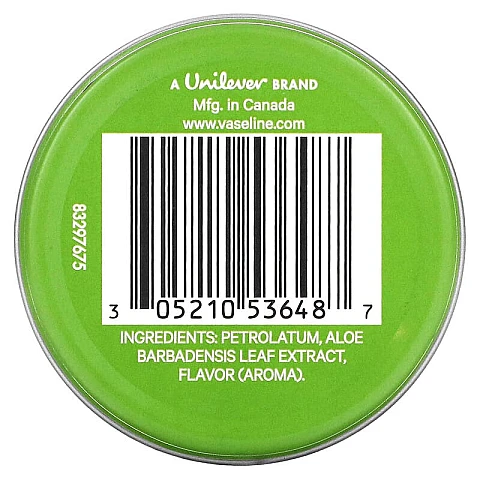 A Unilever BRAND
Mfg. in Canada
www.vaseline.com
83297675
3 05210 53648 7
INGREDIENTS: PETROLATUM, ALOE
BARBADENSIS LEAF EXTRACT,
FLAVOR (AROMA).